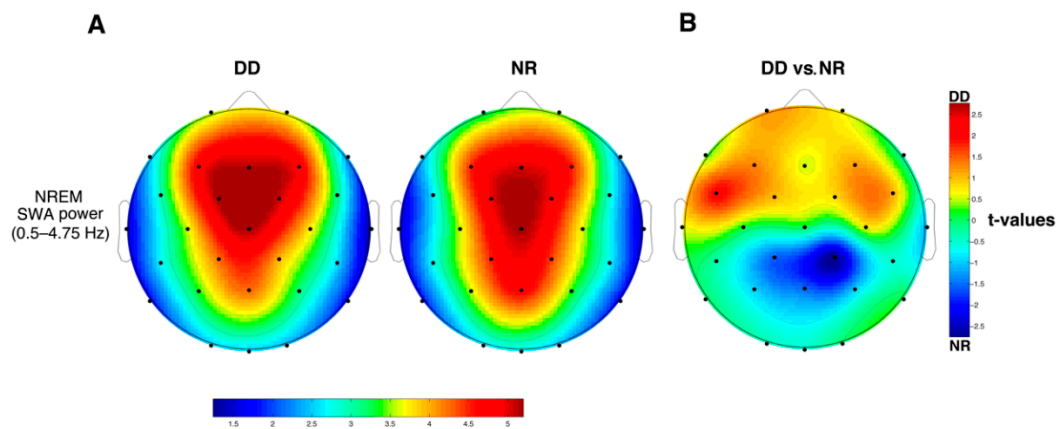 A
B
DD
NR
DD vs. NR
DD
2.5
2
1.5
1
0.5
0
-0.5
-1
-1.5
-2
-2.5
NR
t-values
NREM
SWA power
(0.5–4.75 Hz)
1.5
2
2.5
3
3.5
4
4.5
5